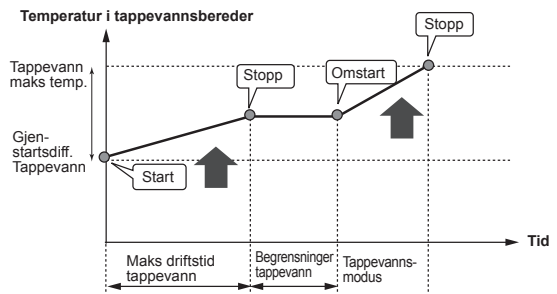 Temperatur i tappevannsbereder
Stopp
Tappevann
maks temp.
Stopp
Omstart
Gjen-
startsdiff.
Tappevann
Start
Tid
Maks driftstid
tappevann
Begrensninger
tappevann
Tappevanns-
modus